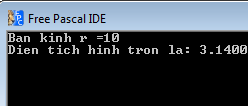 Free Pascal IDE
Ban kinh r =10
Dien tich hinh tron la: 3.1400